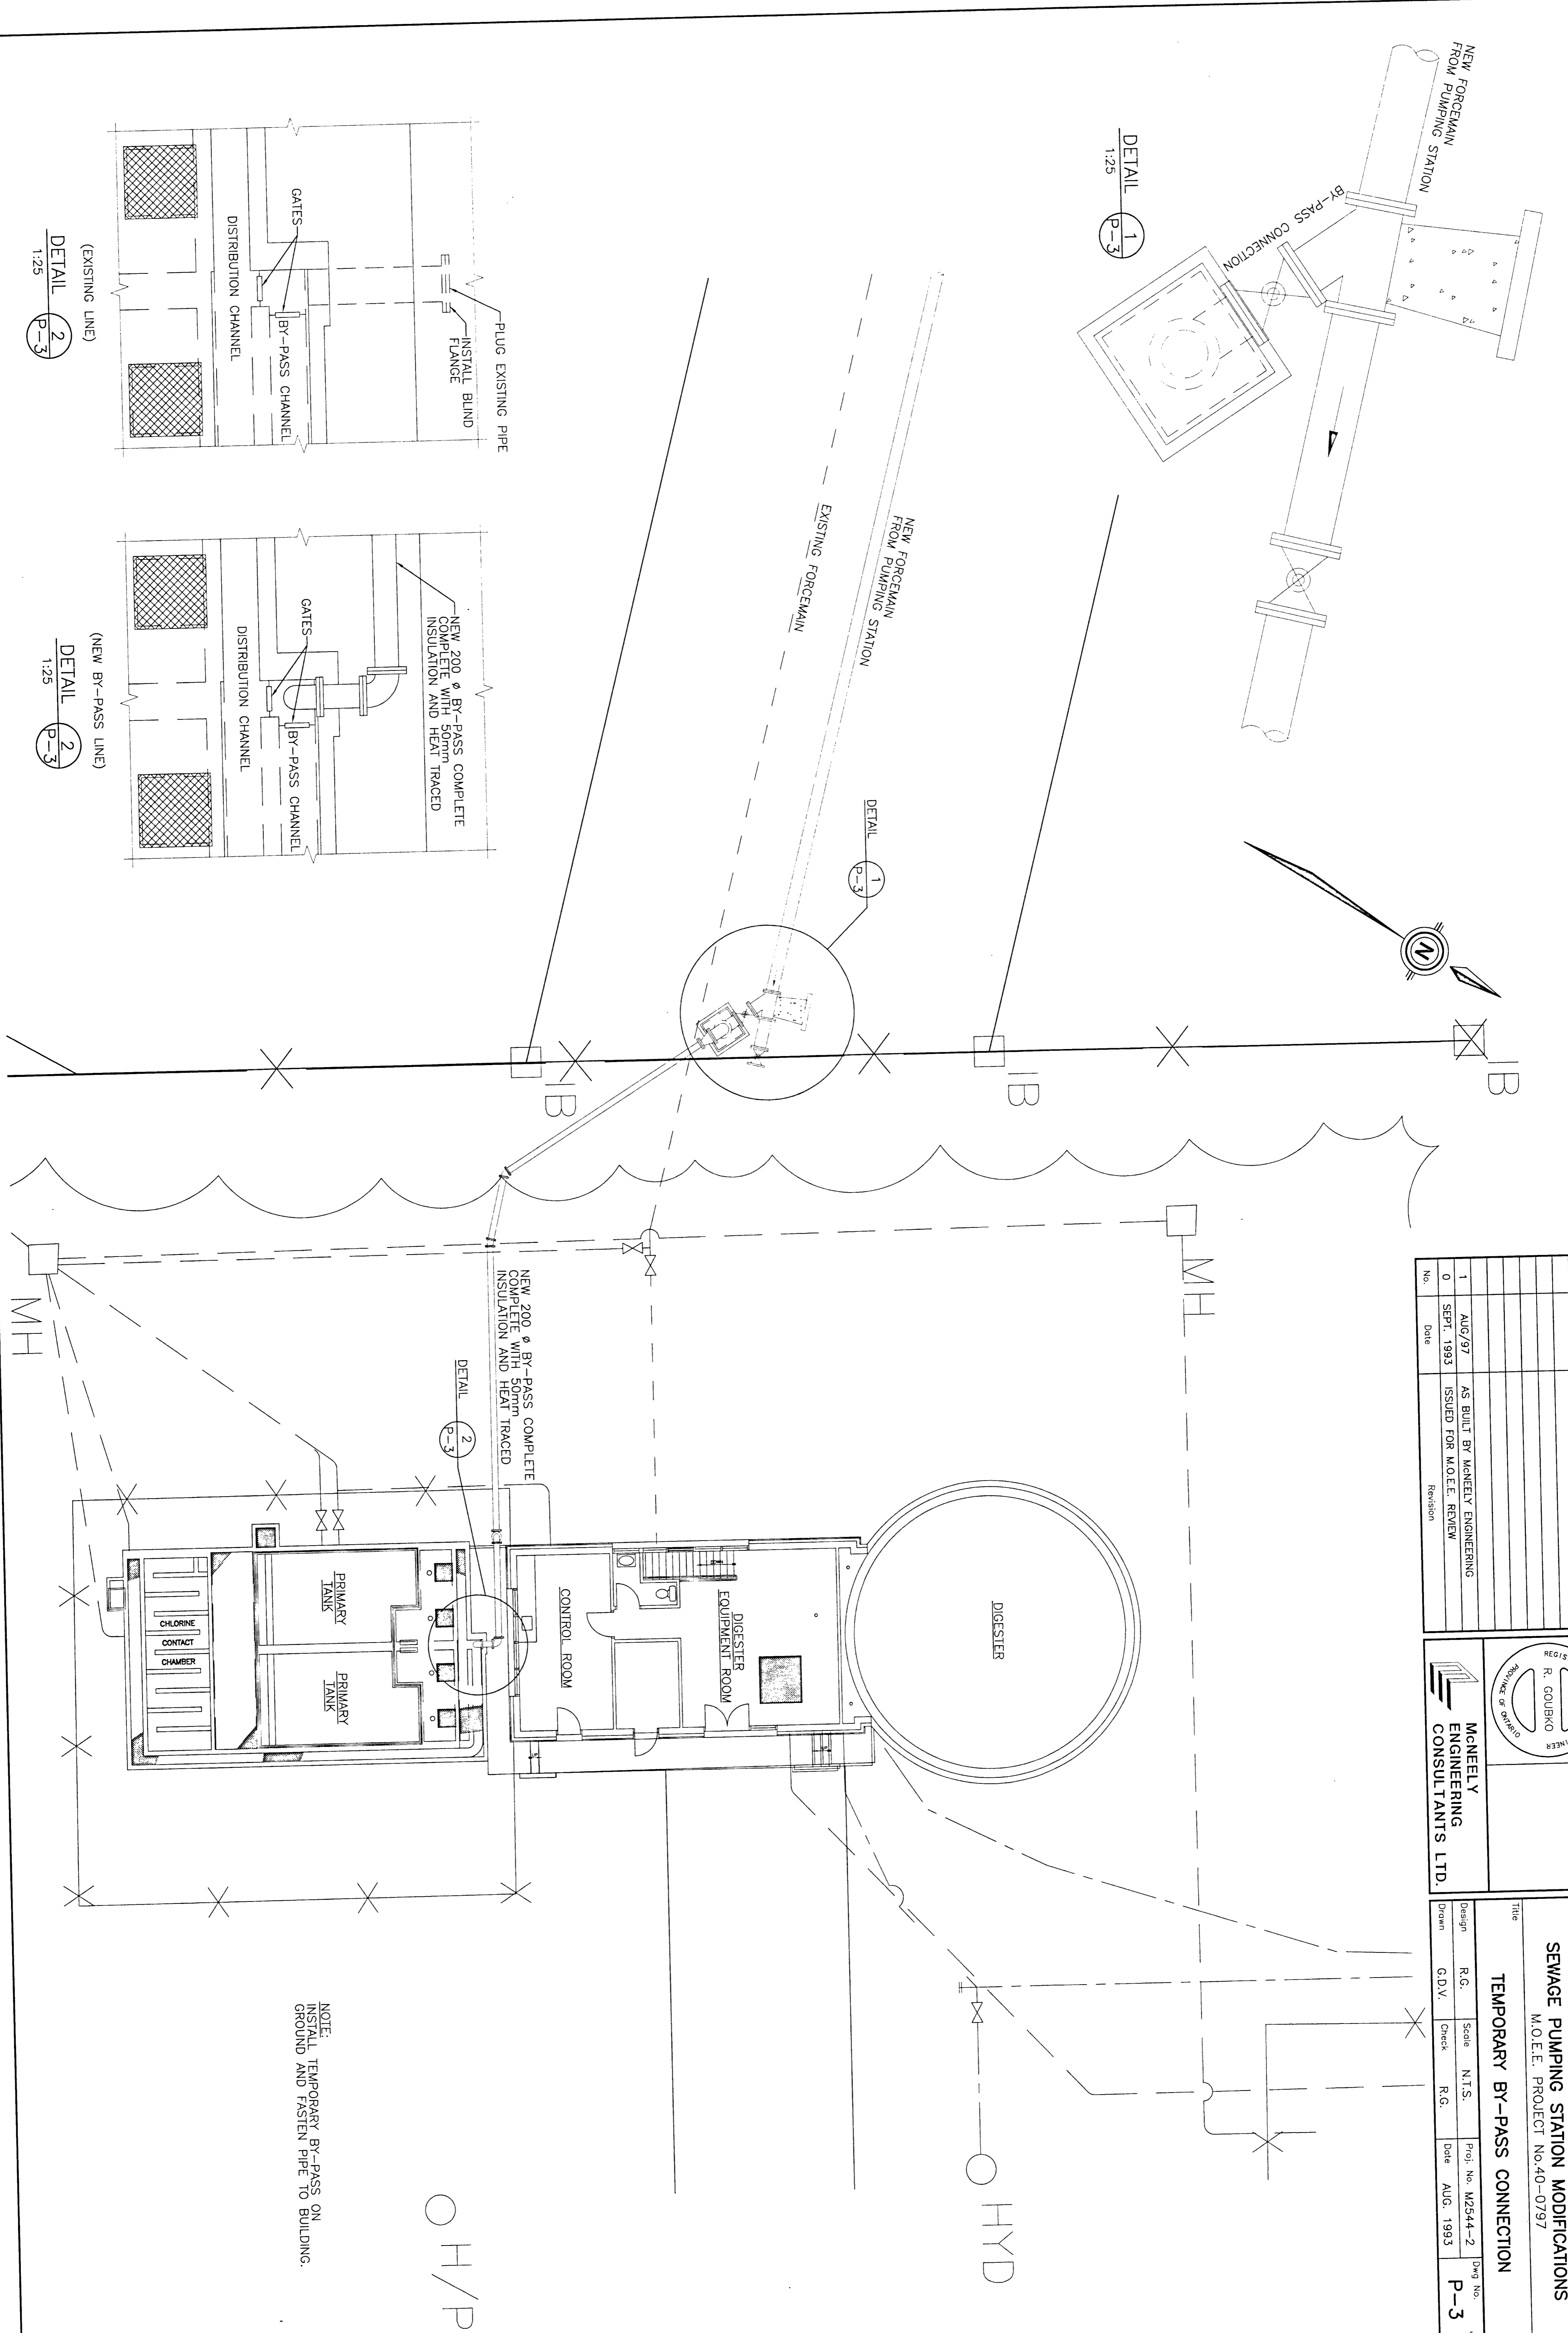 NEW FORCEMAIN
FROM PUMPING STATION
BY-PASS CONNECTION
DETAIL
1:25
1
P-3
PLUG EXISTING PIPE
INSTALL BLIND
FLANGE
GATES
BY-PASS CHANNEL
DISTRIBUTION CHANNEL
(EXISTING LINE)
DETAIL
1:25
2
P-3
NEW 200 ø BY-PASS COMPLETE
COMPLETE WITH 50mm
INSULATION AND HEAT TRACED
GATES
BY-PASS CHANNEL
DISTRIBUTION CHANNEL
(NEW BY-PASS LINE)
DETAIL
1:25
2
P-3
NEW FORCEMAIN
FROM PUMPING STATION
EXISTING FORCEMAIN
DETAIL
1
P-3
N
IB
IB
IB
MH
MH
NEW 200 ø BY-PASS COMPLETE
COMPLETE WITH 50mm
INSULATION AND HEAT TRACED
DETAIL
2
P-3
DIGESTER
DIGESTER
EQUIPMENT ROOM
CONTROL ROOM
PRIMARY
TANK
PRIMARY
TANK
CHLORINE
CONTACT
CHAMBER
HYD
H/P
NOTE:
INSTALL TEMPORARY BY-PASS ON
GROUND AND FASTEN PIPE TO BUILDING.
1 AUG/97 AS BUILT BY McNEELY ENGINEERING
0 SEPT. 1993 ISSUED FOR M.O.E.E. REVIEW
No. Date Revision
R. GOUBKO
PROVINCE OF ONTARIO
McNEELY
ENGINEERING
CONSULTANTS LTD.
SEWAGE PUMPING STATION MODIFICATIONS
M.O.E.E. PROJECT No.40-0797
Title
TEMPORARY BY-PASS CONNECTION
Design R.G. Scale N.T.S. Proj. No. M2544-2 Dwg No.
Drawn G.D.V. Check R.G. Date AUG. 1993 P-3